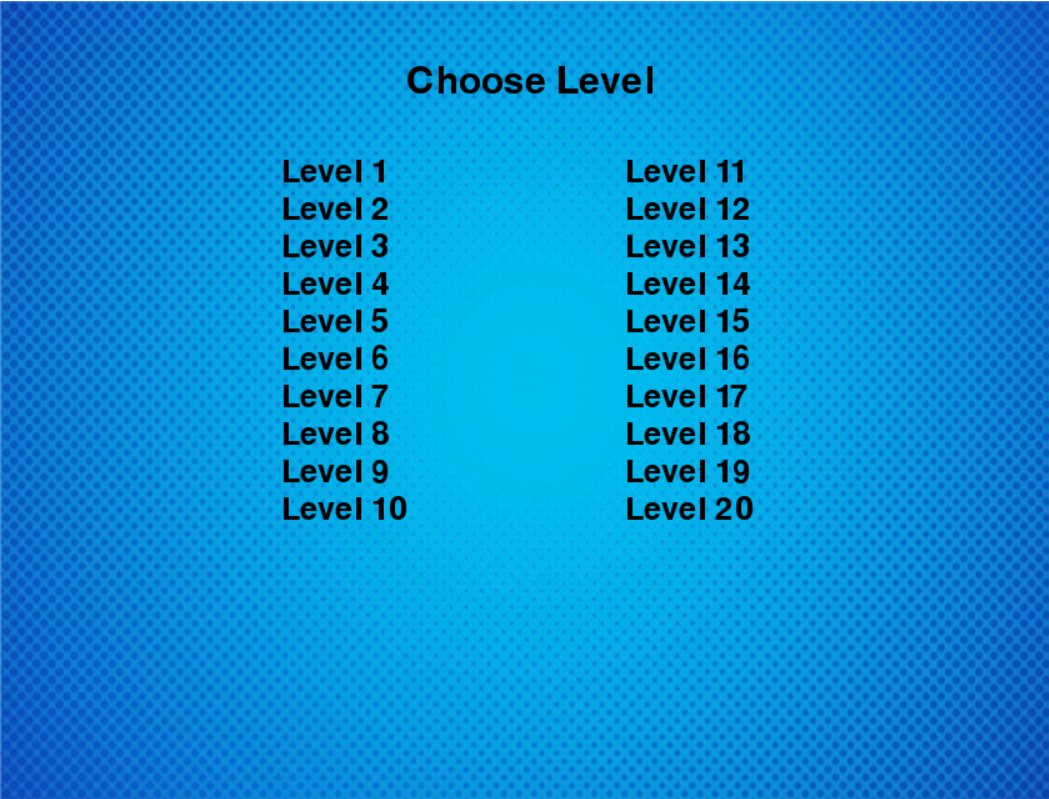 Choose Level
Level 1
Level 2
Level 3
Level 4
Level 5
Level 6
Level 7
Level 8
Level 9
Level 10
Level 11
Level 12
Level 13
Level 14
Level 15
Level 16
Level 17
Level 18
Level 19
Level 20